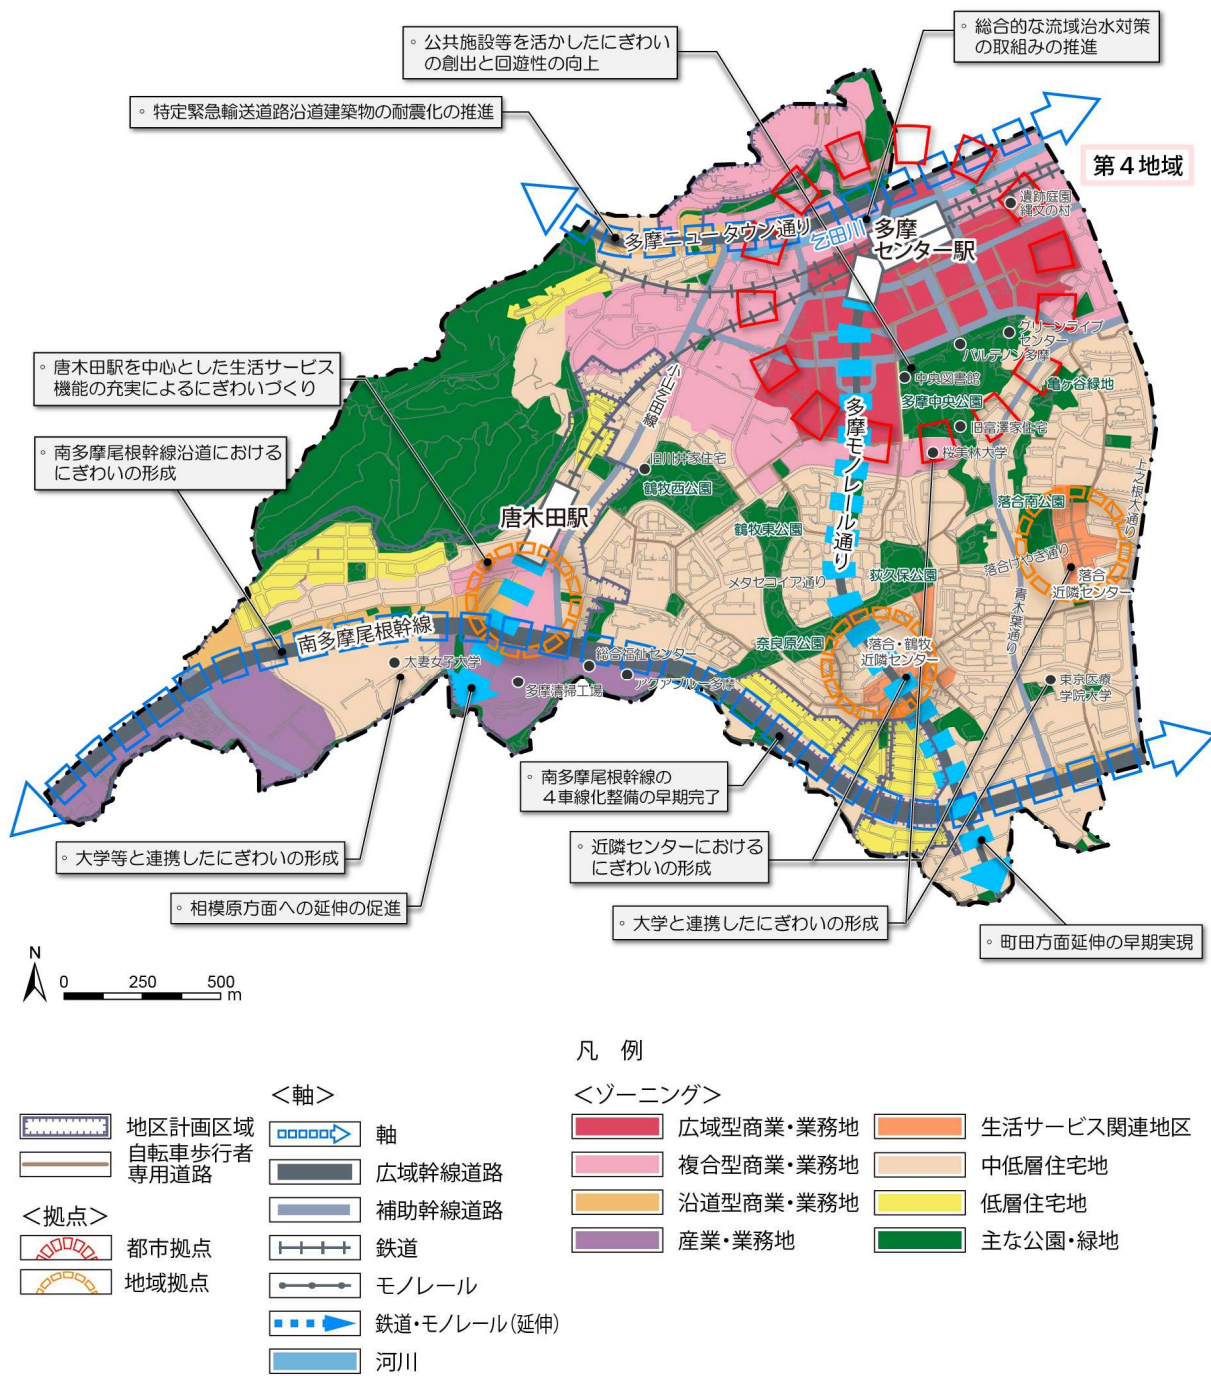 ◦ 総合的な流域治水対策
の取組みの推進
◦ 公共施設等を活かしたにぎわい
の創出と回遊性の向上
◦ 特定緊急輸送道路沿道建築物の耐震化の推進
第4地域
遺跡庭園
縄文の村
多摩ニュータウン通り
乞田川
多摩
センター駅
グリーンライブ
センター
パルテノン多摩
◦ 唐木田駅を中心とした生活サービス
機能の充実によるにぎわいづくり
小田急多摩線
中央図書館
亀ケ谷緑地
多摩中央公園
多摩モノレール通り
旧富澤家住宅
◦ 南多摩尾根幹線沿道における
にぎわいの形成
桜美林大学
旧川井家住宅
鶴牧西公園
上之根大通り
落合南公園
唐木田駅
鶴牧東公園
落合けやき通り
メタセコイア通り
荻久保公園
落合
近隣センター
青木葉通り
南多摩尾根幹線
奈良原公園
落合・鶴牧
近隣センター
総合福祉センター
大妻女子大学
アクアブルー多摩
多摩清掃工場
東京医療
学院大学
◦ 南多摩尾根幹線の
4車線化整備の早期完了
◦ 近隣センターにおける
にぎわいの形成
◦ 大学等と連携したにぎわいの形成
◦ 相模原方面への延伸の促進
◦ 大学と連携したにぎわいの形成
◦ 町田方面延伸の早期実現
N
0 250 500
m
凡 例
地区計画区域
自転車歩行者
専用道路
<拠点>
都市拠点
地域拠点
<軸>
軸
広域幹線道路
補助幹線道路
鉄道
モノレール
鉄道・モノレール(延伸)
河川
<ゾーニング>
広域型商業・業務地
複合型商業・業務地
沿道型商業・業務地
産業・業務地
生活サービス関連地区
中低層住宅地
低層住宅地
主な公園・緑地